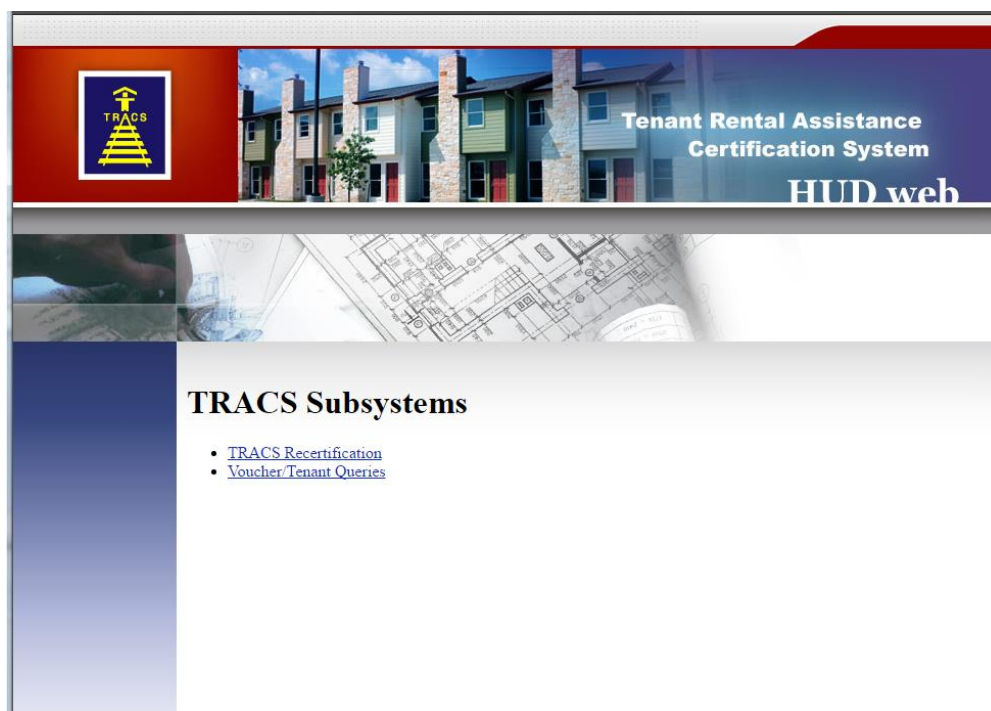 TRACS
Tenant Rental Assistance
Certification System
HUD web
TRACS Subsystems
TRACS Recertification
Voucher/Tenant Queries